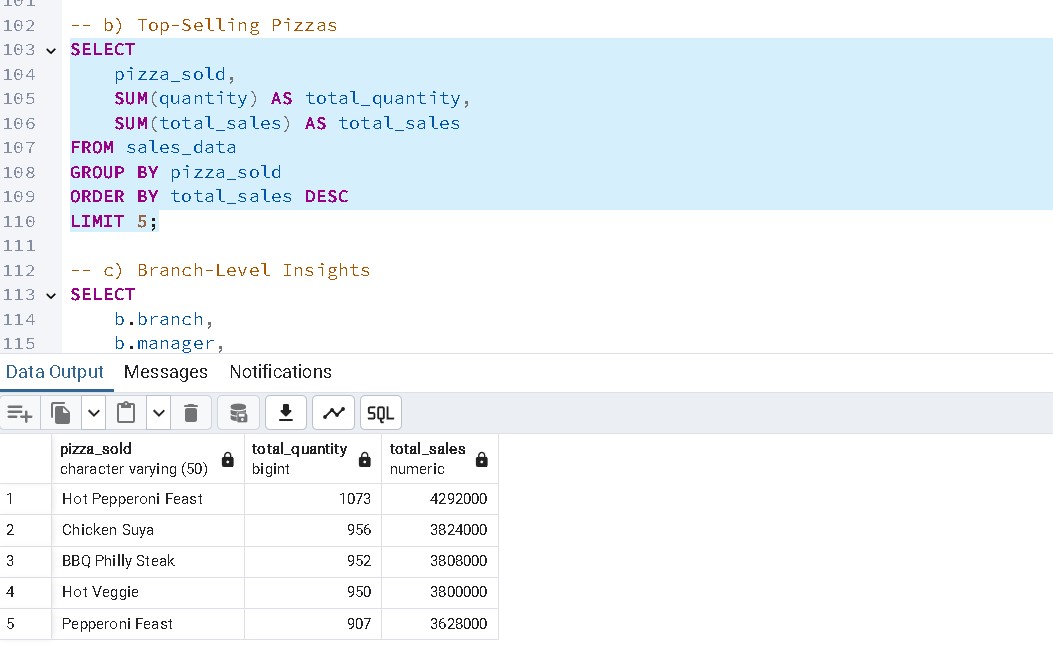 101
102 -- b) Top-Selling Pizzas
103 SELECT
104 pizza_sold,
105 SUM(quantity) AS total_quantity,
106 SUM(total_sales) AS total_sales
107 FROM sales_data
108 GROUP BY pizza_sold
109 ORDER BY total_sales DESC
110 LIMIT 5;
111
112 -- c) Branch-Level Insights
113 SELECT
114 b.branch,
115 b.manager,
Data Output Messages Notifications
SQL
pizza_sold total_quantity total_sales
character varying (50) bigint numeric
1 Hot Pepperoni Feast 1073 4292000
2 Chicken Suya 956 3824000
3 BBQ Philly Steak 952 3808000
4 Hot Veggie 950 3800000
5 Pepperoni Feast 907 3628000